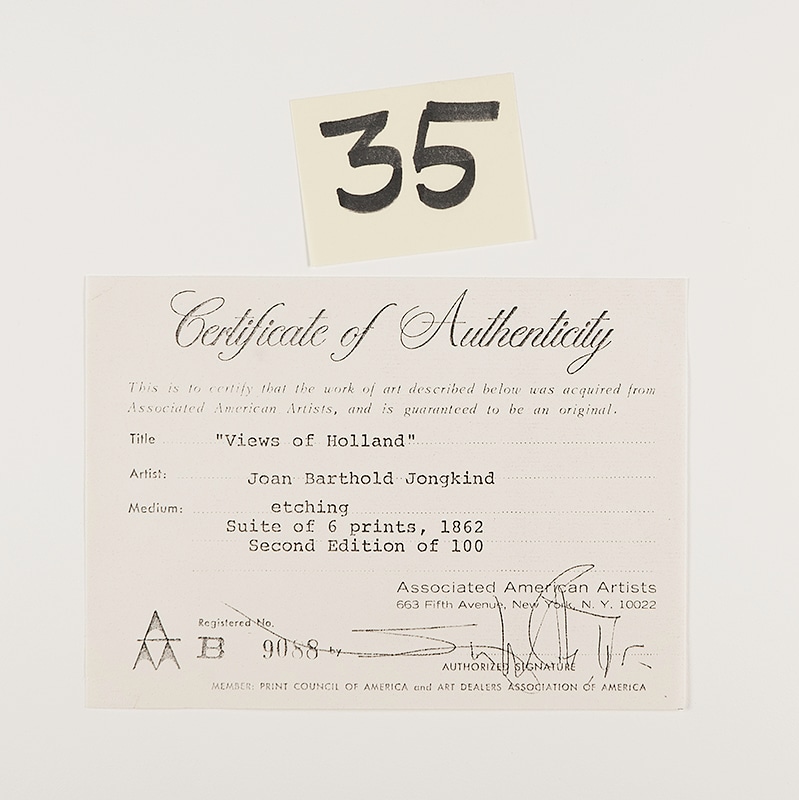 35
Certificate of Authenticity
This is to certify that the work of art described below was acquired from
Associated American Artists, and is guaranteed to be an original.
Title "Views of Holland"
Artist: Joan Barthold Jongkind
Medium: etching
Suite of 6 prints, 1862
Second Edition of 100
Associated American Artists
663 Fifth Avenue, New York, N. Y. 10022
AAA
Registered No.
B 9088 by
AUTHORIZED SIGNATURE
MEMBER: PRINT COUNCIL OF AMERICA and ART DEALERS ASSOCIATION OF AMERICA